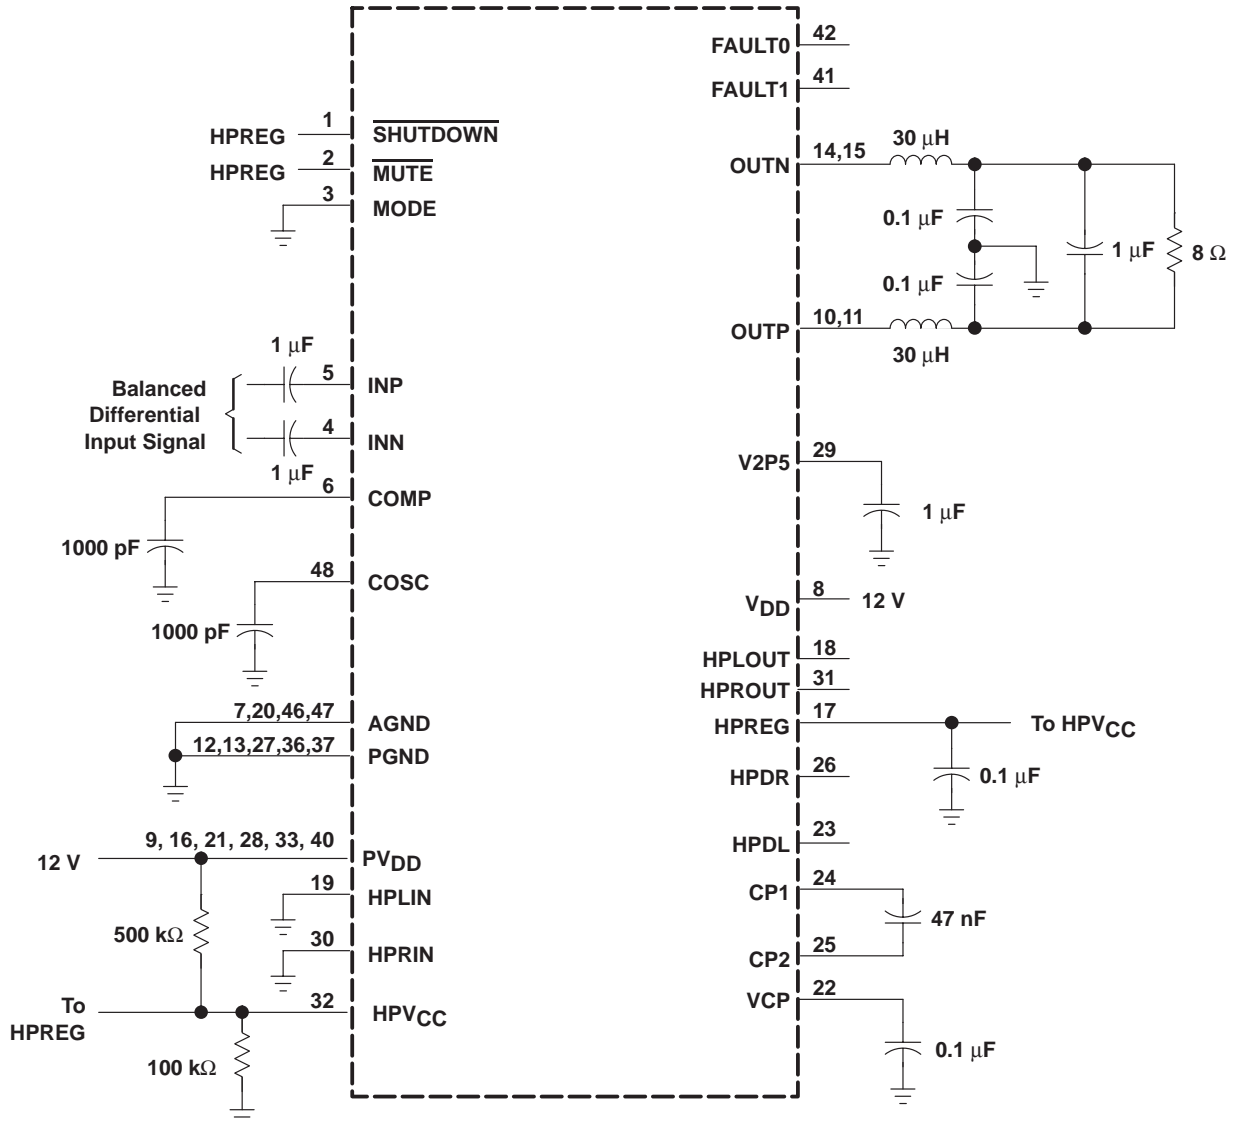 FAULT0
42
FAULT1
41
HPREG
1
SHUTDOWN
HPREG
2
MUTE
3
MODE
OUTN
14,15
30 μH
0.1 μF
0.1 μF
1 μF
8 Ω
OUTP
10,11
30 μH
1 μF
5
INP
Balanced
Differential
Input Signal
4
INN
1 μF
6
COMP
1000 pF
48
COSC
1000 pF
V2P5
29
1 μF
VDD
8
12 V
HPLOUT
18
HPROUT
31
HPREG
17
To HPVCC
0.1 μF
7,20,46,47
AGND
12,13,27,36,37
PGND
HPDR
26
HPDL
23
12 V
9, 16, 21, 28, 33, 40
PVDD
19
HPLIN
500 kΩ
30
HPRIN
To
HPREG
32
HPVCC
100 kΩ
CP1
24
47 nF
CP2
25
VCP
22
0.1 μF